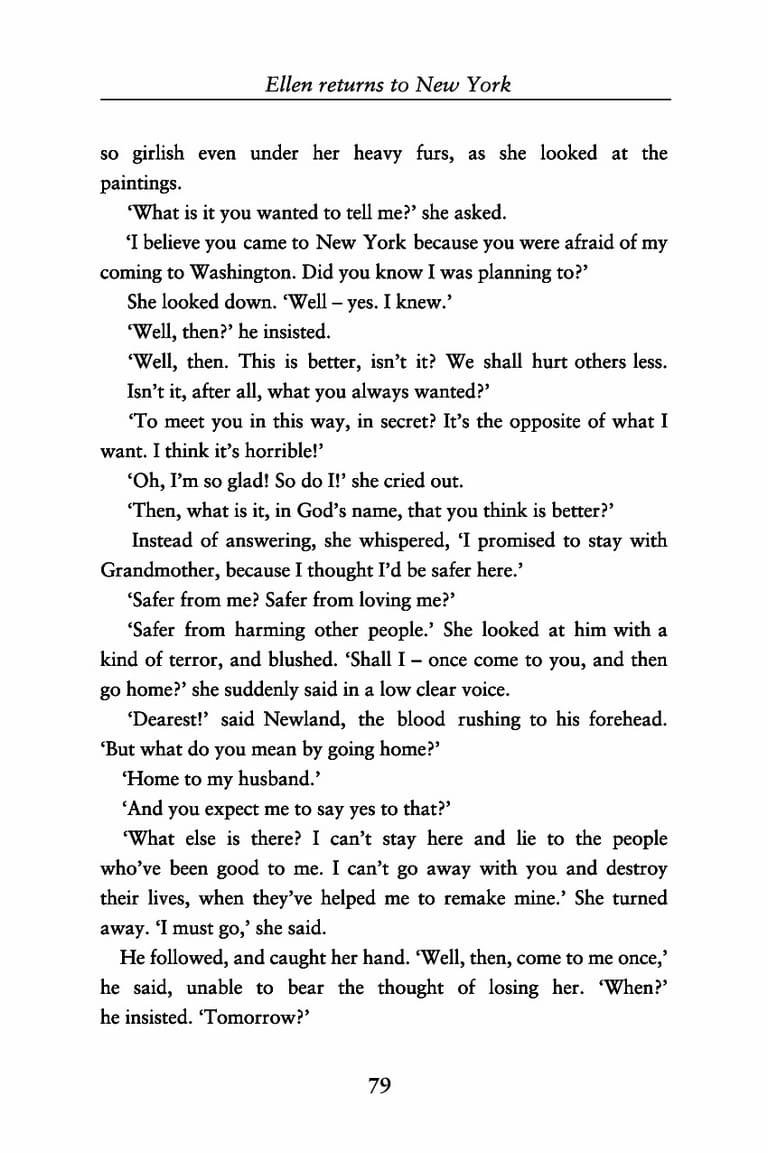 Ellen returns to New York
so girlish even under her heavy furs, as she looked at the
paintings.
‘What is it you wanted to tell me?’ she asked.
‘I believe you came to New York because you were afraid of my
coming to Washington. Did you know I was planning to?’
She looked down. ‘Well – yes. I knew.’
‘Well, then?’ he insisted.
‘Well, then. This is better, isn’t it? We shall hurt others less.
Isn’t it, after all, what you always wanted?’
‘To meet you in this way, in secret? It’s the opposite of what I
want. I think it’s horrible!’
‘Oh, I’m so glad! So do I!’ she cried out.
‘Then, what is it, in God’s name, that you think is better?’
Instead of answering, she whispered, ‘I promised to stay with
Grandmother, because I thought I’d be safer here.’
‘Safer from me? Safer from loving me?’
‘Safer from harming other people.’ She looked at him with a
kind of terror, and blushed. ‘Shall I – once come to you, and then
go home?’ she suddenly said in a low clear voice.
‘Dearest!’ said Newland, the blood rushing to his forehead.
‘But what do you mean by going home?’
‘Home to my husband.’
‘And you expect me to say yes to that?’
‘What else is there? I can’t stay here and lie to the people
who’ve been good to me. I can’t go away with you and destroy
their lives, when they’ve helped me to remake mine.’ She turned
away. ‘I must go,’ she said.
He followed, and caught her hand. ‘Well, then, come to me once,’
he said, unable to bear the thought of losing her. ‘When?’
he insisted. ‘Tomorrow?’
79